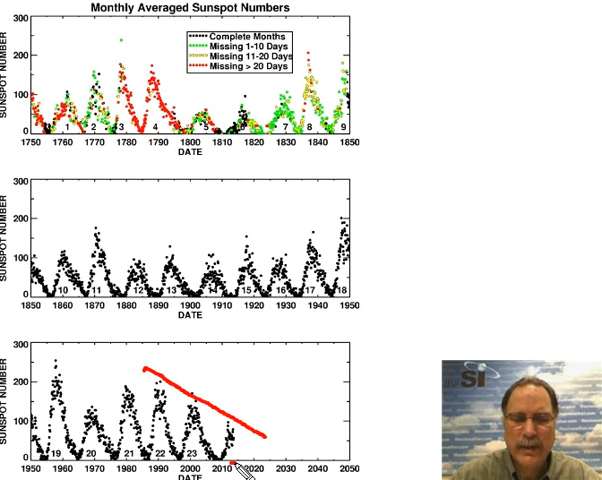 Monthly Averaged Sunspot Numbers
300
200
100
0
SUNSPOT NUMBER
Complete Months
Missing 1-10 Days
Missing 11-20 Days
Missing > 20 Days
1 2 3 4 5 6 7 8 9
1750 1760 1770 1780 1790 1800 1810 1820 1830 1840 1850
DATE
300
200
100
0
SUNSPOT NUMBER
10 11 12 13 14 15 16 17 18
1850 1860 1870 1880 1890 1900 1910 1920 1930 1940 1950
DATE
300
200
100
0
SUNSPOT NUMBER
19 20 21 22 23
1950 1960 1970 1980 1990 2000 2010 2020 2030 2040 2050
DATE
the SI